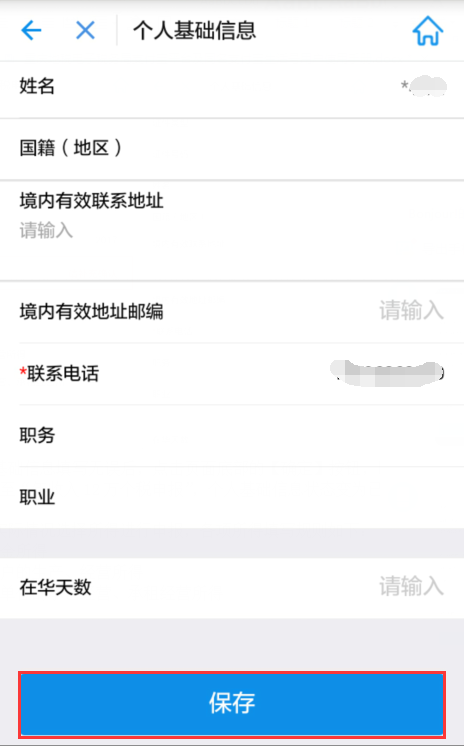 个人基础信息
姓名
国籍（地区）
境内有效联系地址
请输入
境内有效地址邮编 请输入
*联系电话
职务
职业
在华天数 请输入
保存